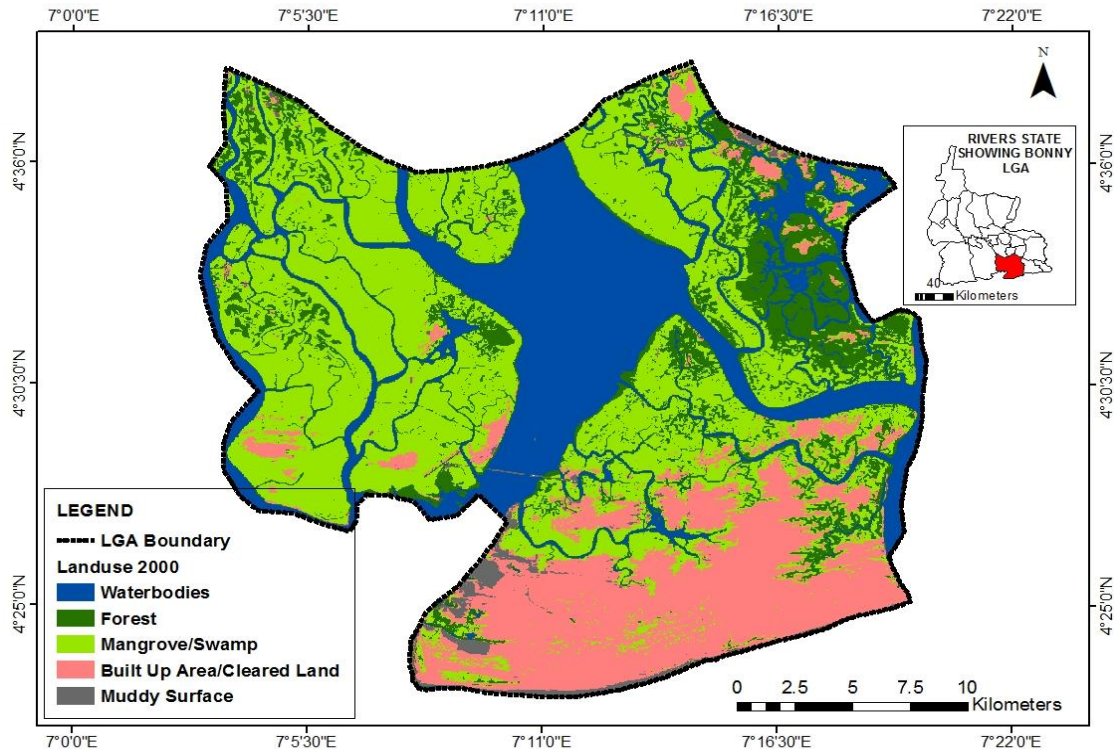 7°0'0"E 7°5'30"E 7°11'0"E 7°16'30"E 7°22'0"E
N
4°36'0"N
4°36'0"N
RIVERS STATE
SHOWING BONNY
LGA
40
Kilometers
4°30'30"N
4°30'30"N
LEGEND
LGA Boundary
Landuse 2000
Waterbodies
Forest
Mangrove/Swamp
Built Up Area/Cleared Land
Muddy Surface
4°25'0"N
4°25'0"N
0 2.5 5 7.5 10
Kilometers
7°0'0"E 7°5'30"E 7°11'0"E 7°16'30"E 7°22'0"E